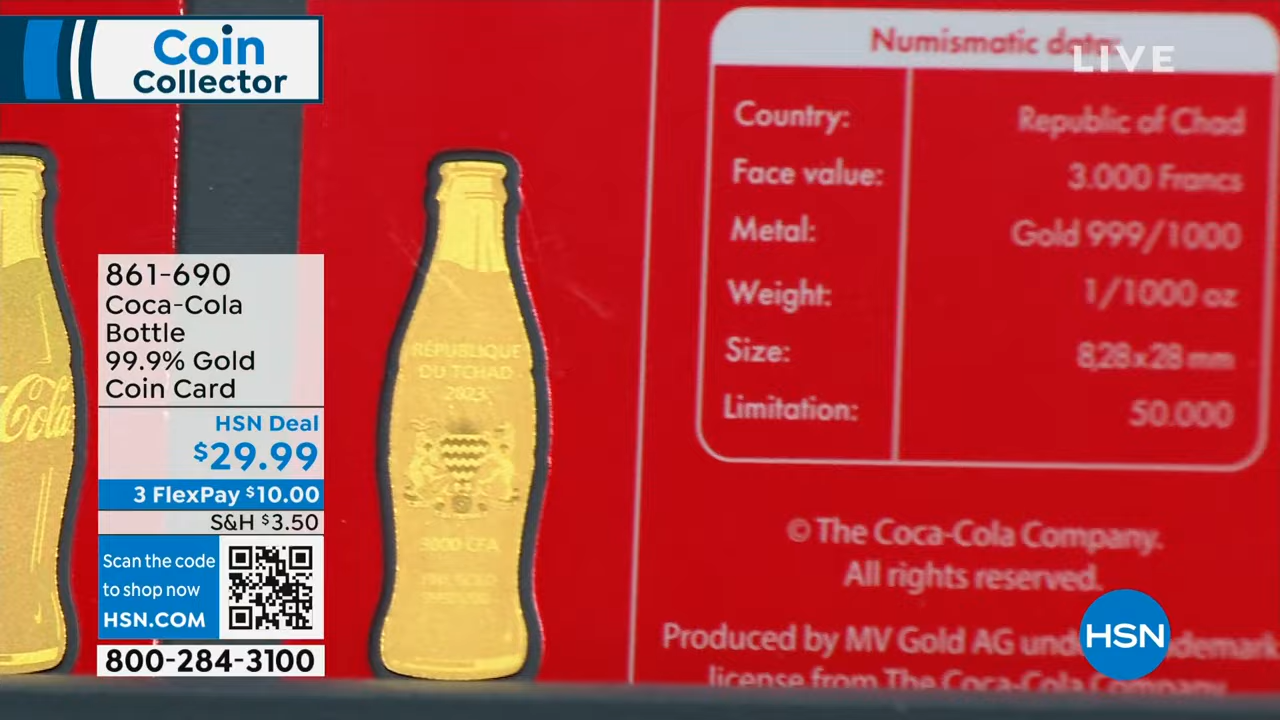 Coin
Collector
LIVE
861-690
Coca-Cola
Bottle
99.9% Gold
Coin Card
HSN Deal
$29.99
3 FlexPay $10.00
S&H $3.50
Scan the code
to shop now
HSN.COM
800-284-3100
Cola
RÉPUBLIQUE
DU TCHAD
2023
3000 CFA
Numismatic data:
Country: Republic of Chad
Face value: 3.000 Francs
Metal: Gold 999/1000
Weight: 1/1000 oz
Size: 8,28x28 mm
Limitation: 50.000
© The Coca-Cola Company.
All rights reserved.
Produced by MV Gold AG
license from The Coca-Cola Company
HSN